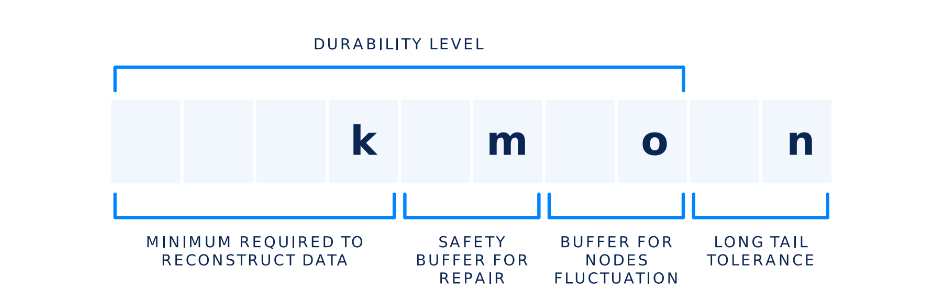 DURABILITY LEVEL
k m o n
MINIMUM REQUIRED TO
RECONSTRUCT DATA
SAFETY
BUFFER FOR
REPAIR
BUFFER FOR
NODES
FLUCTUATION
LONG TAIL
TOLERANCE